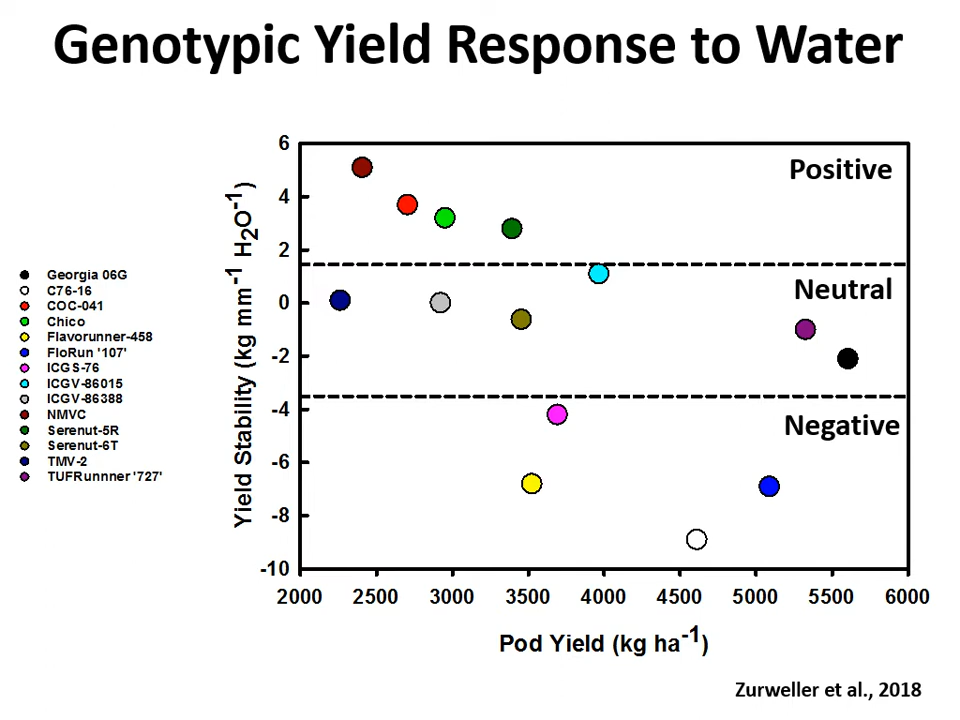 Genotypic Yield Response to Water
Georgia 06G
C76-16
COC-041
Chico
Flavorunner-458
FloRun '107'
ICGS-76
ICGV-86015
ICGV-86388
NMVC
Serenut-5R
Serenut-6T
TMV-2
TUFRunnner '727'
Yield Stability (kg mm⁻¹ H₂O⁻¹)
6
4
2
0
-2
-4
-6
-8
-10
Positive
Neutral
Negative
2000 2500 3000 3500 4000 4500 5000 5500 6000
Pod Yield (kg ha⁻¹)
Zurweller et al., 2018